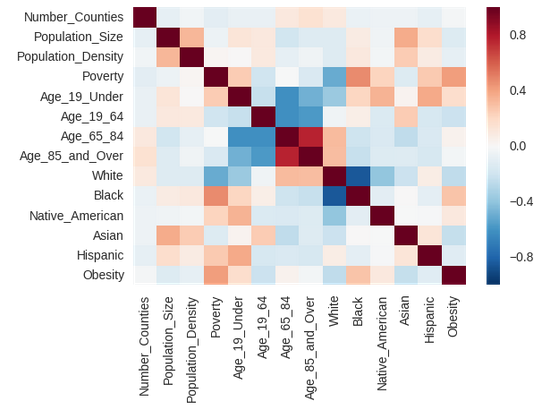 Number_Counties
Population_Size
Population_Density
Poverty
Age_19_Under
Age_19_64
Age_65_84
Age_85_and_Over
White
Black
Native_American
Asian
Hispanic
Obesity
0.8
0.4
0.0
−0.4
−0.8
Number_Counties
Population_Size
Population_Density
Poverty
Age_19_Under
Age_19_64
Age_65_84
Age_85_and_Over
White
Black
Native_American
Asian
Hispanic
Obesity